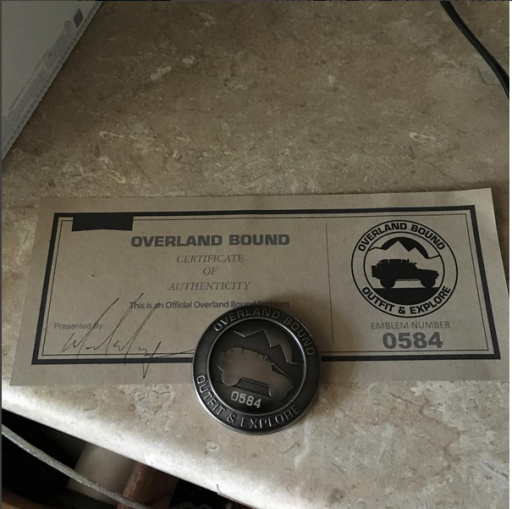 OVERLAND BOUND
CERTIFICATE
OF
AUTHENTICITY
This is an Official Overland Bound Emblem
Presented By:
OVERLAND BOUND
OUTFIT & EXPLORE
EMBLEM NUMBER
0584
OVERLAND BOUND
0584
OUTFIT & EXPLORE